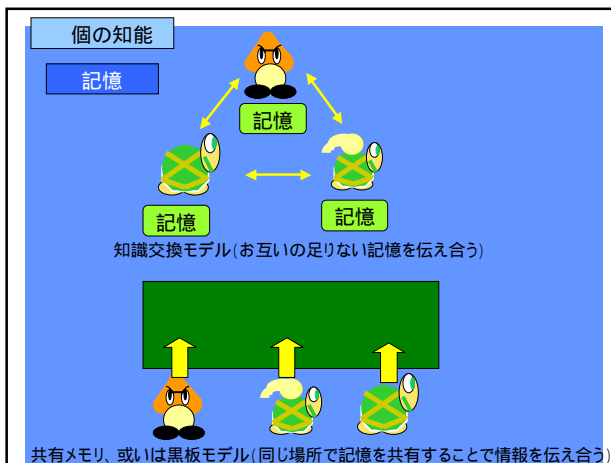 個の知能
記憶
記憶
記憶
記憶
知識交換モデル(お互いの足りない記憶を伝え合う)
共有メモリ、或いは黒板モデル(同じ場所で記憶を共有することで情報を伝え合う)